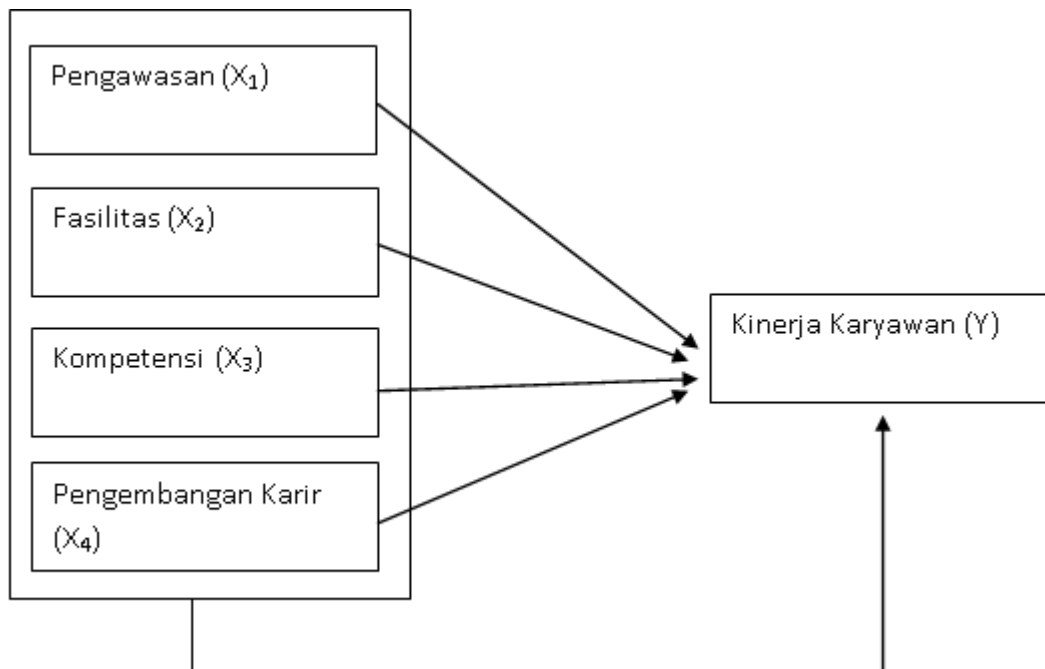 Pengawasan (X₁)
Fasilitas (X₂)
Kompetensi (X₃)
Kinerja Karyawan (Y)
Pengembangan Karir
(X₄)